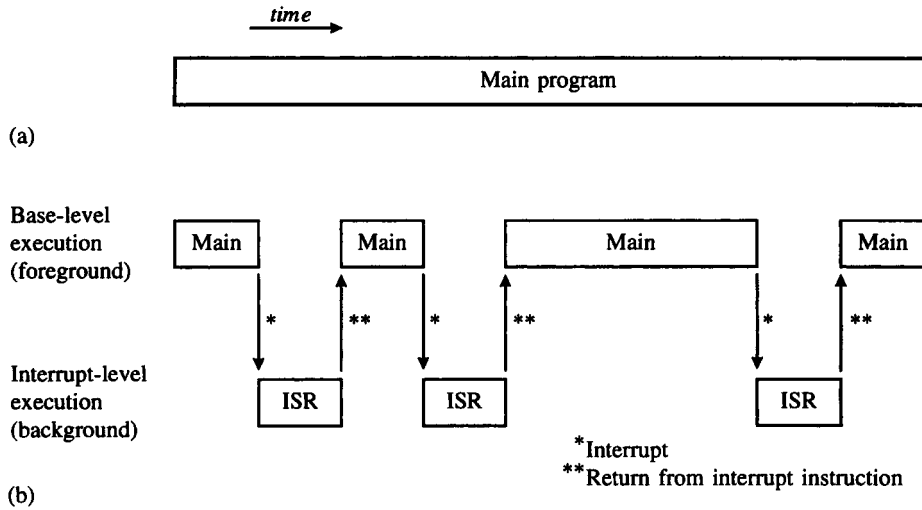 time
Main program
(a)
Base-level
execution
(foreground)
Main
Main
Main
Main
*
**
*
**
*
**
Interrupt-level
execution
(background)
ISR
ISR
ISR
*Interrupt
**Return from interrupt instruction
(b)